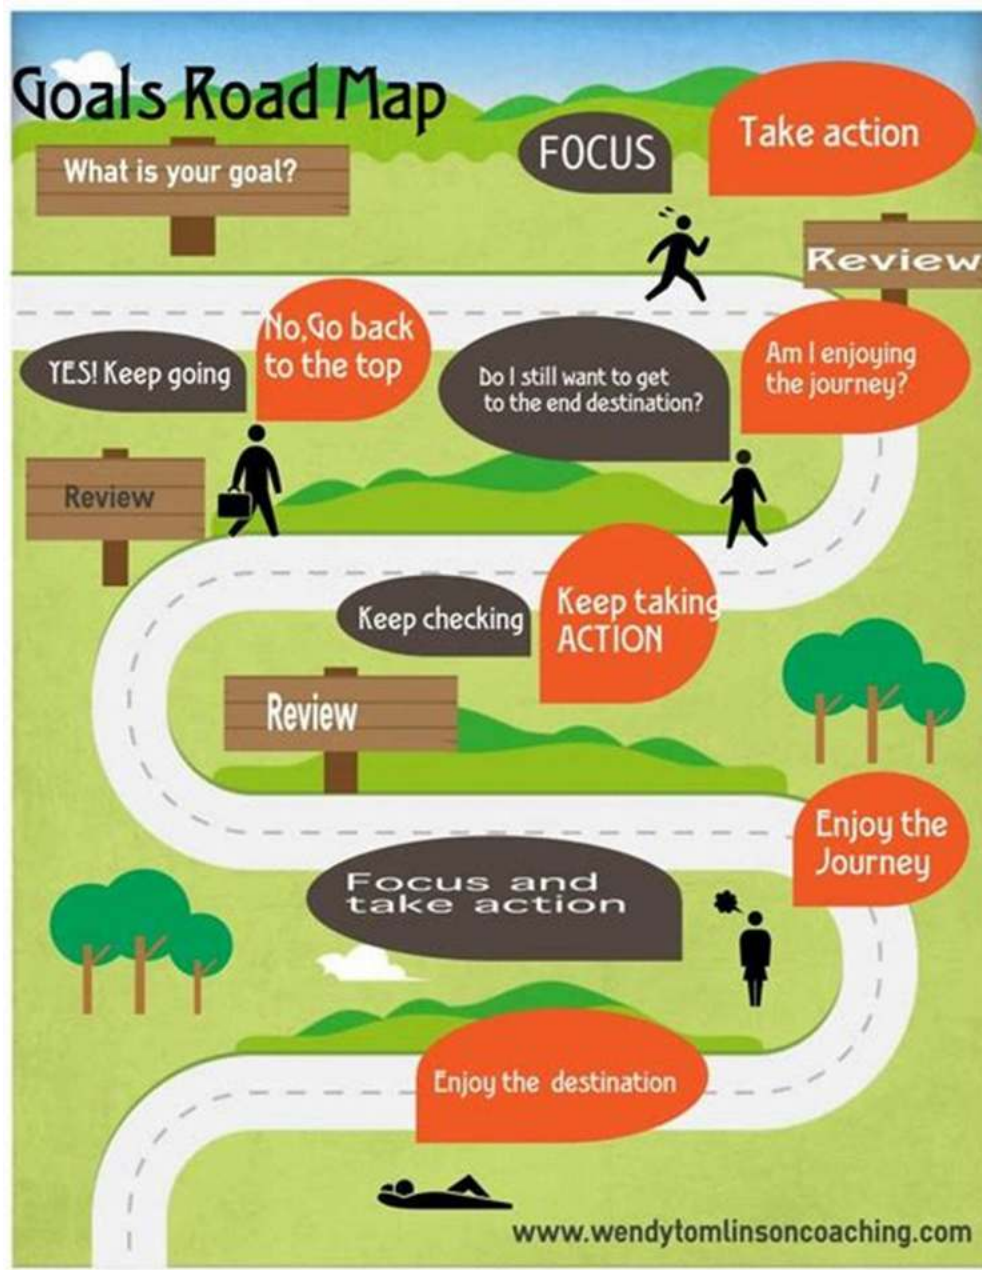 Goals Road Map
What is your goal?
FOCUS
Take action
Review
Am I enjoying
the journey?
Do I still want to get
to the end destination?
No,Go back
to the top
YES! Keep going
Review
Keep checking
Keep taking
ACTION
Review
Enjoy the
Journey
Focus and
take action
Enjoy the destination
www.wendytomlinsoncoaching.com